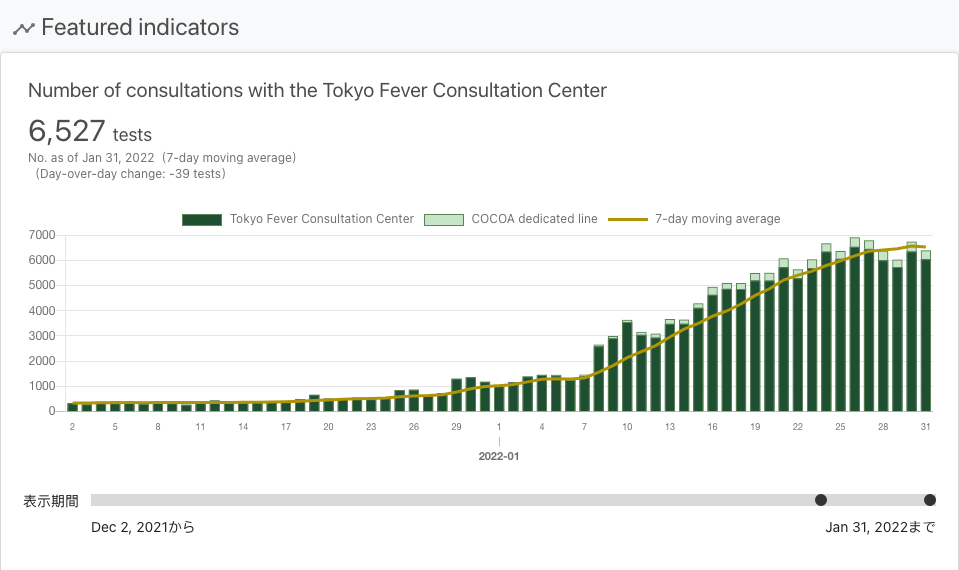 Featured indicators
Number of consultations with the Tokyo Fever Consultation Center
6,527 tests
No. as of Jan 31, 2022 (7-day moving average)
(Day-over-day change: -39 tests)
Tokyo Fever Consultation Center COCOA dedicated line 7-day moving average
7000
6000
5000
4000
3000
2000
1000
0
2 5 8 11 14 17 20 23 26 29 1 4 7 10 13 16 19 22 25 28 31
2022-01
表示期間
Dec 2, 2021から Jan 31, 2022まで